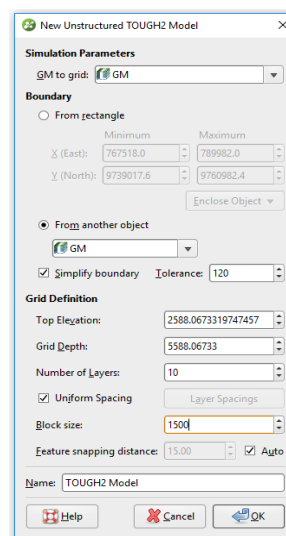 New Unstructured TOUGH2 Model
Simulation Parameters
GM to grid: GM
Boundary
From rectangle
Minimum Maximum
X (East): 767518.0 789982.0
Y (North): 9739017.6 9760982.4
Enclose Object
From another object
GM
Simplify boundary Tolerance: 120
Grid Definition
Top Elevation: 2588.0673319747457
Grid Depth: 5588.06733
Number of Layers: 10
Uniform Spacing Layer Spacings
Block size: 1500
Feature snapping distance: 15.00 Auto
Name: TOUGH2 Model
Help Cancel OK